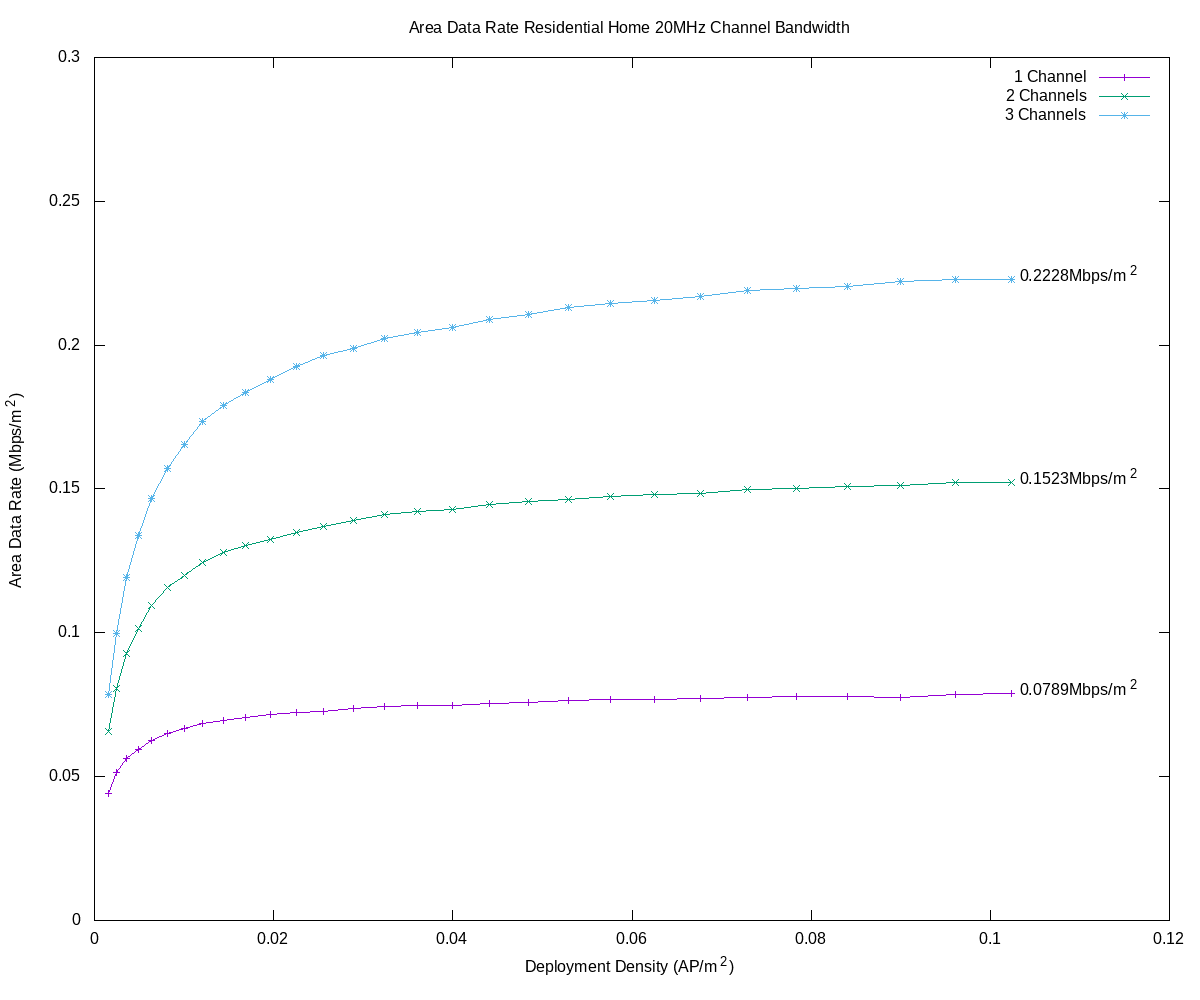 Area Data Rate Residential Home 20MHz Channel Bandwidth
0.3
0.25
0.2
0.15
0.1
0.05
0
0 0.02 0.04 0.06 0.08 0.1 0.12
Area Data Rate (Mbps/m²)
Deployment Density (AP/m²)
1 Channel
2 Channels
3 Channels
0.2228Mbps/m²
0.1523Mbps/m²
0.0789Mbps/m²